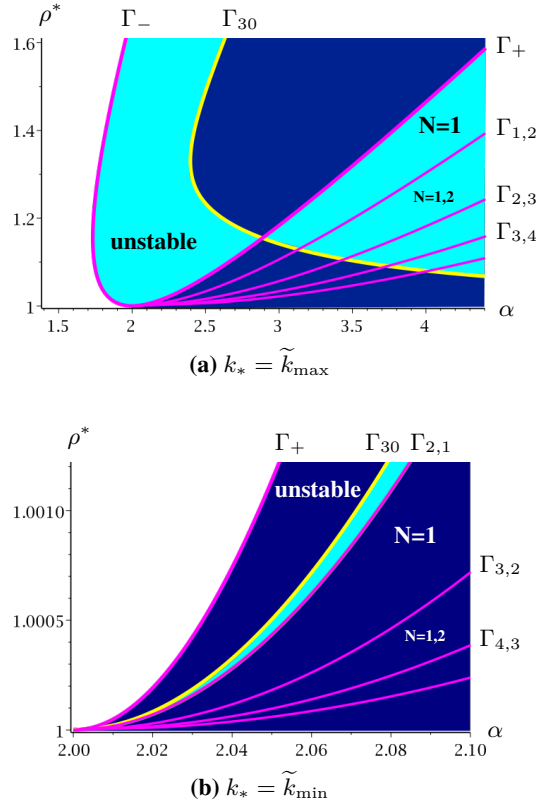 ρ* Γ₋ Γ₃₀
1.6
Γ₊
N=1
1.4
Γ₁,₂
N=1,2
Γ₂,₃
1.2
unstable
Γ₃,₄
1
α
1.5 2 2.5 3 3.5 4
(a) k∗ = k̃max
ρ*
Γ₊ Γ₃₀ Γ₂,₁
unstable
1.0010
N=1
Γ₃,₂
1.0005
N=1,2
Γ₄,₃
1
α
2.00 2.02 2.04 2.06 2.08 2.10
(b) k∗ = k̃min